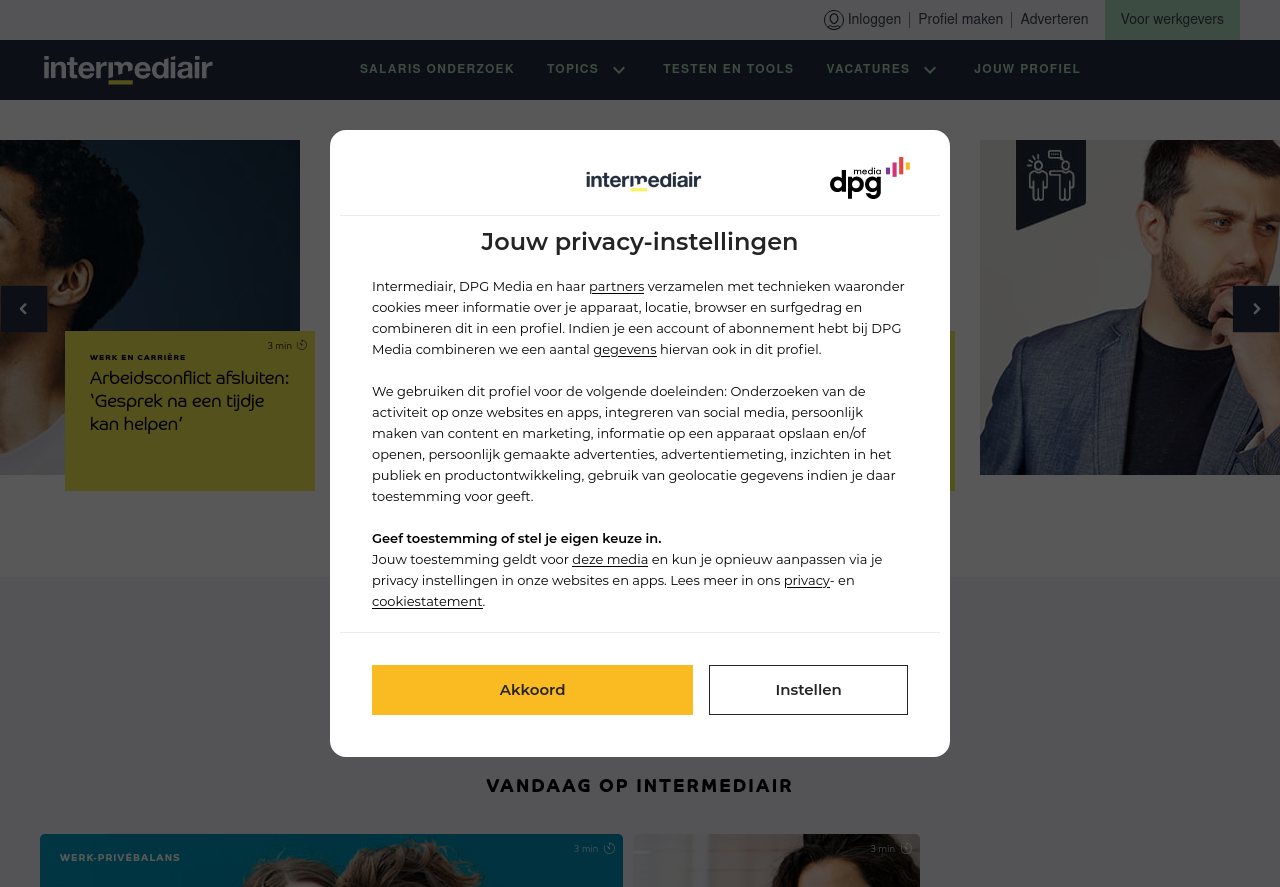 Inloggen Profiel maken Adverteren Voor werkgevers
intermediair SALARIS ONDERZOEK TOPICS TESTEN EN TOOLS VACATURES JOUW PROFIEL
3 min
WERK EN CARRIÈRE
Arbeidsconflict afsluiten:
‘Gesprek na een tijdje
kan helpen’
intermediair
media
dpg
Jouw privacy-instellingen
Intermediair, DPG Media en haar partners verzamelen met technieken waaronder
cookies meer informatie over je apparaat, locatie, browser en surfgedrag en
combineren dit in een profiel. Indien je een account of abonnement hebt bij DPG
Media combineren we een aantal gegevens hiervan ook in dit profiel.
We gebruiken dit profiel voor de volgende doeleinden: Onderzoeken van de
activiteit op onze websites en apps, integreren van social media, persoonlijk
maken van content en marketing, informatie op een apparaat opslaan en/of
openen, persoonlijk gemaakte advertenties, advertentiemeting, inzichten in het
publiek en productontwikkeling, gebruik van geolocatie gegevens indien je daar
toestemming voor geeft.
Geef toestemming of stel je eigen keuze in.
Jouw toestemming geldt voor deze media en kun je opnieuw aanpassen via je
privacy instellingen in onze websites en apps. Lees meer in ons privacy- en
cookiestatement.
Akkoord Instellen
VANDAAG OP INTERMEDIAIR
WERK-PRIVÉBALANS 3 min
3 min